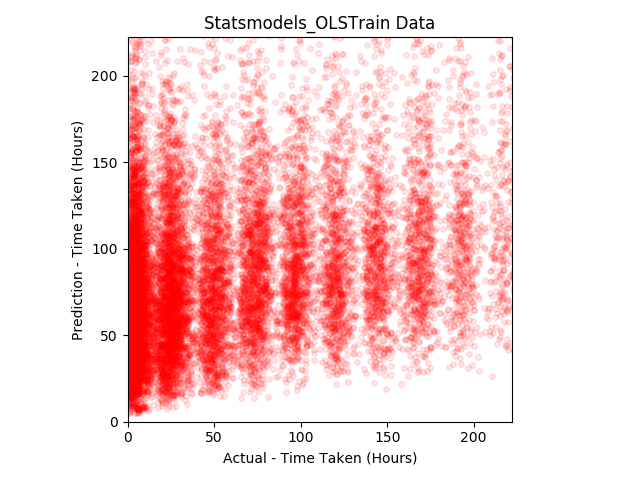 Statsmodels_OLSTrain Data
Prediction - Time Taken (Hours)
200
150
100
50
0
0 50 100 150 200
Actual - Time Taken (Hours)